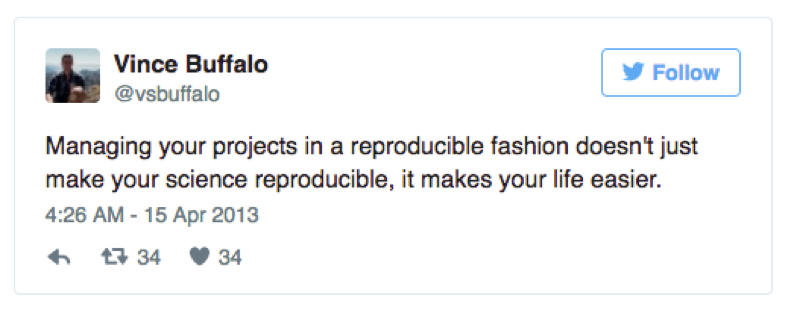 Vince Buffalo
@vsbuffalo
Follow
Managing your projects in a reproducible fashion doesn't just
make your science reproducible, it makes your life easier.
4:26 AM - 15 Apr 2013
34 34